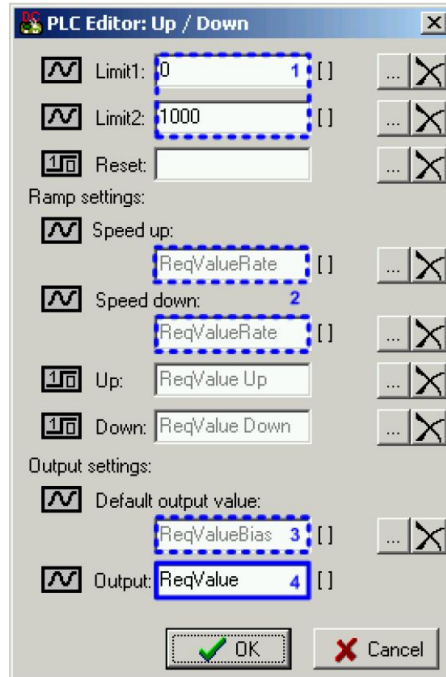 PLC Editor: Up / Down
Limit1: 0 1 [ ] ...
Limit2: 1000 [ ] ...
Reset: ...
Ramp settings:
Speed up:
ReqValueRate [ ] ...
Speed down: 2
ReqValueRate [ ] ...
Up: ReqValue Up ...
Down: ReqValue Down ...
Output settings:
Default output value:
ReqValueBias 3 [ ] ...
Output: ReqValue 4 [ ]
OK Cancel